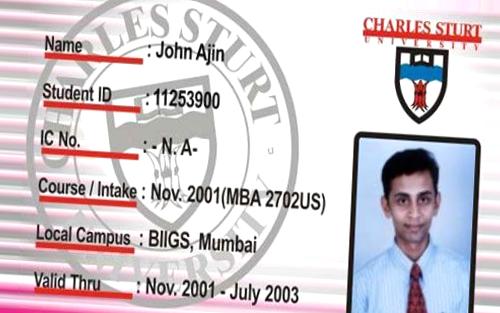 CHARLES STURT
UNIVERSITY
Name : John Ajin
Student ID : 11253900
IC No. : - N. A-
Course / Intake : Nov. 2001(MBA 2702US)
Local Campus : BIIGS, Mumbai
Valid Thru : Nov. 2001 - July 2003
CHARLES STURT
UNIVERSITY